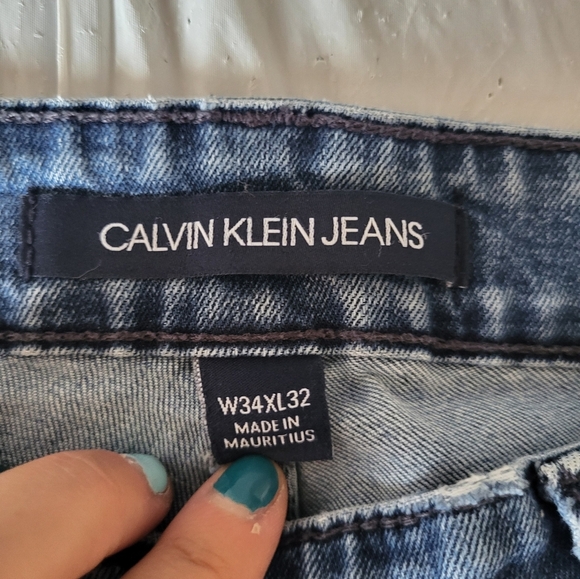 CALVIN KLEIN JEANS
W34XL32
MADE IN
MAURITIUS